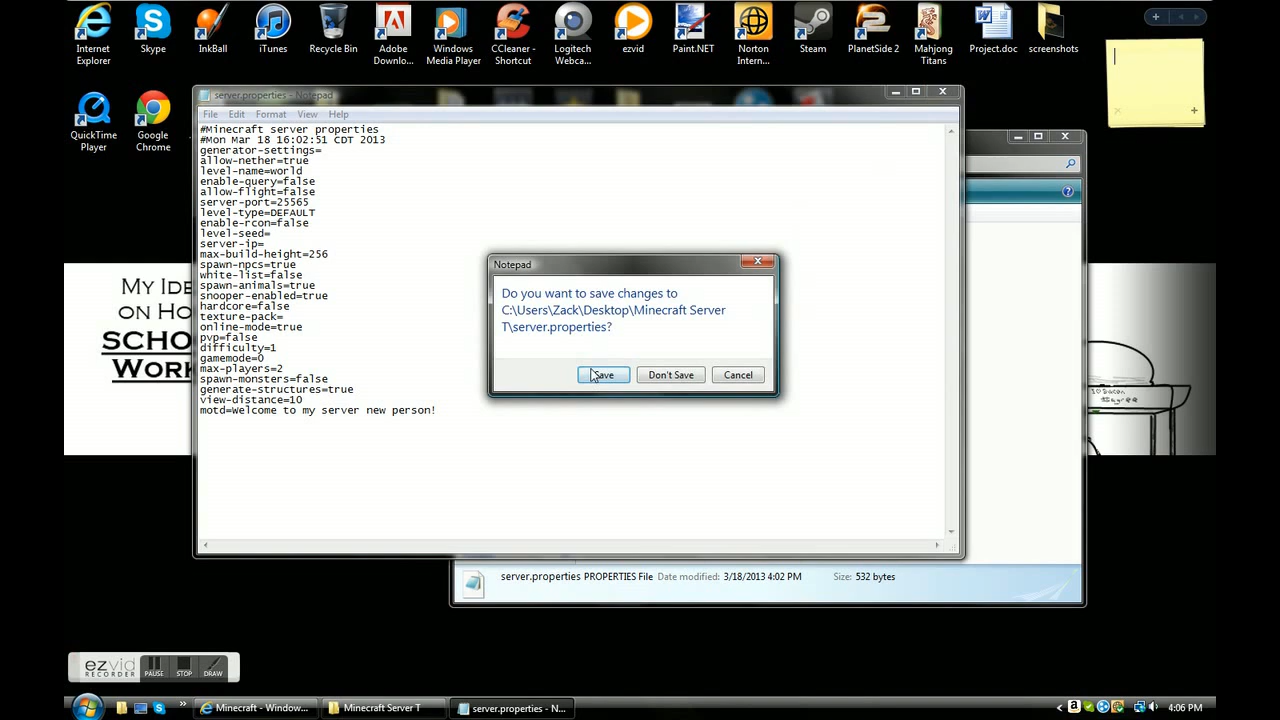 Internet Explorer
Skype
InkBall
iTunes
Recycle Bin
Adobe Downlo...
Windows Media Player
CCleaner - Shortcut
Logitech Webca...
ezvid
Paint.NET
Norton Intern...
Steam
PlanetSide 2
Mahjong Titans
Project.doc
screenshots
QuickTime Player
Google Chrome
server.properties - Notepad
File Edit Format View Help
#Minecraft server properties
#Mon Mar 18 16:02:51 CDT 2013
generator-settings=
allow-nether=true
level-name=world
enable-query=false
allow-flight=false
server-port=25565
level-type=DEFAULT
enable-rcon=false
level-seed=
server-ip=
max-build-height=256
spawn-npcs=true
white-list=false
spawn-animals=true
snooper-enabled=true
hardcore=false
texture-pack=
online-mode=true
pvp=false
difficulty=1
gamemode=0
max-players=2
spawn-monsters=false
generate-structures=true
view-distance=10
motd=Welcome to my server new person!
Notepad
Do you want to save changes to
C:\Users\Zack\Desktop\Minecraft Server
T\server.properties?
Save Don't Save Cancel
My Ide
on Ho
SCHO
Work
server.properties PROPERTIES File Date modified: 3/18/2013 4:02 PM Size: 532 bytes
ezvid
RECORDER
PAUSE STOP DRAW
Minecraft - Window...
Minecraft Server T
server.properties - N...
4:06 PM